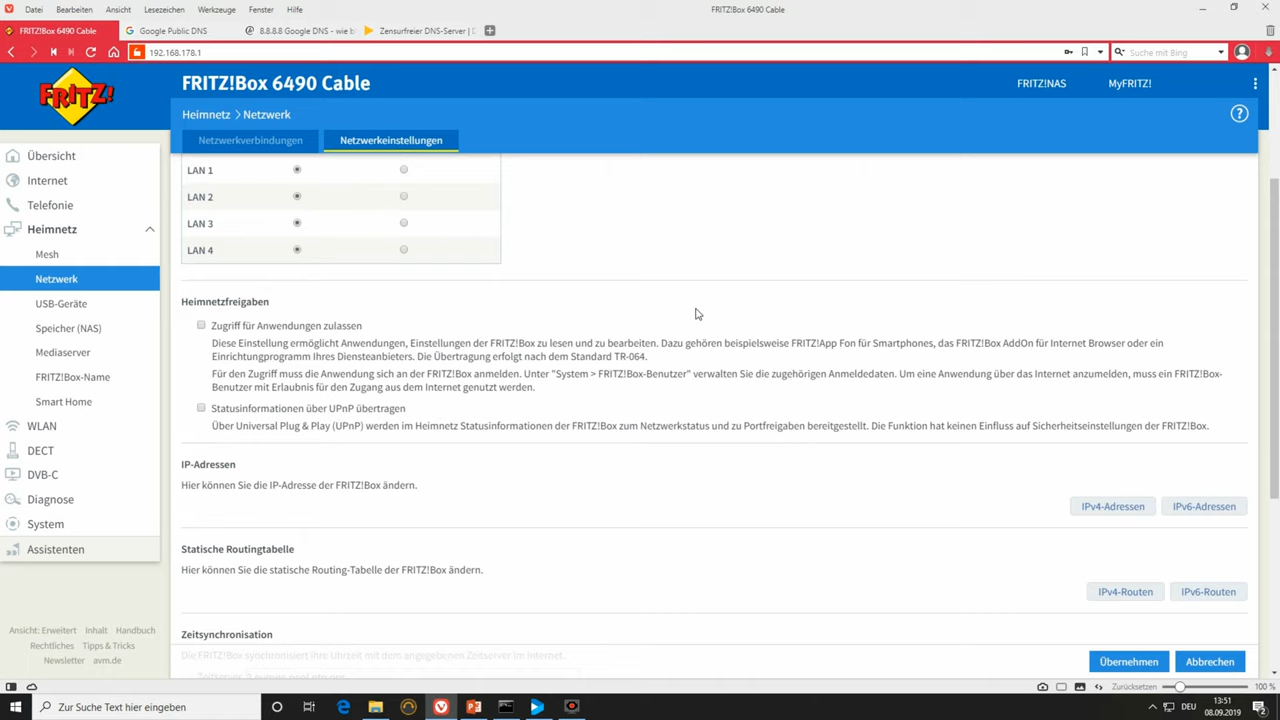 Datei Bearbeiten Ansicht Lesezeichen Werkzeuge Fenster Hilfe
FRITZ!Box 6490 Cable
FRITZ!Box 6490 Cable
Google Public DNS
8.8.8.8 Google DNS - wie b
Zensurfreier DNS-Server |
192.168.178.1
Suche mit Bing
FRITZ!
FRITZ!Box 6490 Cable
FRITZ!NAS
MyFRITZ!
Heimnetz
Netzwerk
Netzwerkverbindungen
Netzwerkeinstellungen
Übersicht
Internet
Telefonie
Heimnetz
Mesh
Netzwerk
USB-Geräte
Speicher (NAS)
Mediaserver
FRITZ!Box-Name
Smart Home
WLAN
DECT
DVB-C
Diagnose
System
Assistenten
Ansicht: Erweitert Inhalt Handbuch
Rechtliches Tipps & Tricks
Newsletter avm.de
LAN 1
LAN 2
LAN 3
LAN 4
Heimnetzfreigaben
Zugriff für Anwendungen zulassen
Diese Einstellung ermöglicht Anwendungen, Einstellungen der FRITZ!Box zu lesen und zu bearbeiten. Dazu gehören beispielsweise FRITZ!App Fon für Smartphones, das FRITZ!Box AddOn für Internet Browser oder ein
Einrichtungprogramm Ihres Diensteanbieters. Die Übertragung erfolgt nach dem Standard TR-064.
Für den Zugriff muss die Anwendung sich an der FRITZ!Box anmelden. Unter "System > FRITZ!Box-Benutzer" verwalten Sie die zugehörigen Anmeldedaten. Um eine Anwendung über das Internet anzumelden, muss ein FRITZ!Box-
Benutzer mit Erlaubnis für den Zugang aus dem Internet genutzt werden.
Statusinformationen über UPnP übertragen
Über Universal Plug & Play (UPnP) werden im Heimnetz Statusinformationen der FRITZ!Box zum Netzwerkstatus und zu Portfreigaben bereitgestellt. Die Funktion hat keinen Einfluss auf Sicherheitseinstellungen der FRITZ!Box.
IP-Adressen
Hier können Sie die IP-Adresse der FRITZ!Box ändern.
IPv4-Adressen
IPv6-Adressen
Statische Routingtabelle
Hier können Sie die statische Routing-Tabelle der FRITZ!Box ändern.
IPv4-Routen
IPv6-Routen
Zeitsynchronisation
Die FRITZ!Box synchronisiert ihre Uhrzeit mit dem angegebenen Zeitserver im Internet.
Übernehmen
Abbrechen
Zurücksetzen
100 %
Zur Suche Text hier eingeben
DEU
13:51
08.09.2019
2